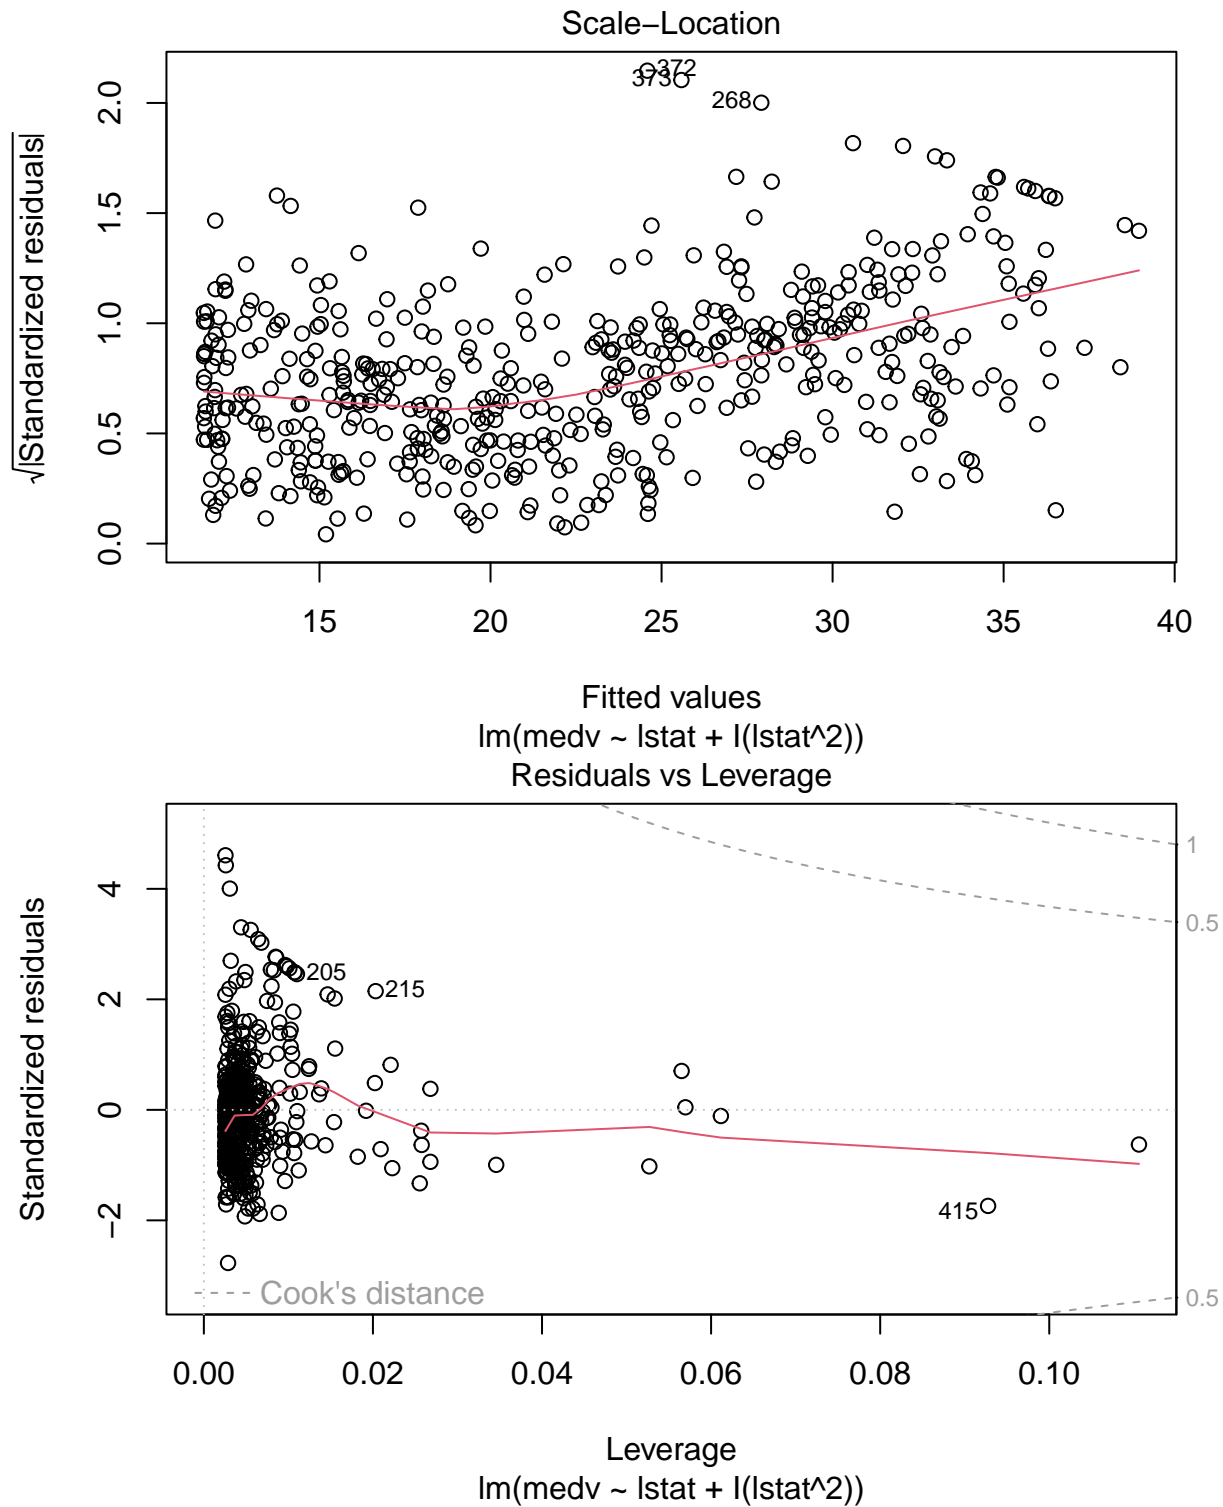 Scale−Location
√|Standardized residuals|
0.0 0.5 1.0 1.5 2.0
372
373
268
15 20 25 30 35 40
Fitted values
lm(medv ~ lstat + I(lstat^2))
Residuals vs Leverage
Standardized residuals
−2 0 2 4
1
0.5
205
215
415
Cook's distance
0.5
0.00 0.02 0.04 0.06 0.08 0.10
Leverage
lm(medv ~ lstat + I(lstat^2))